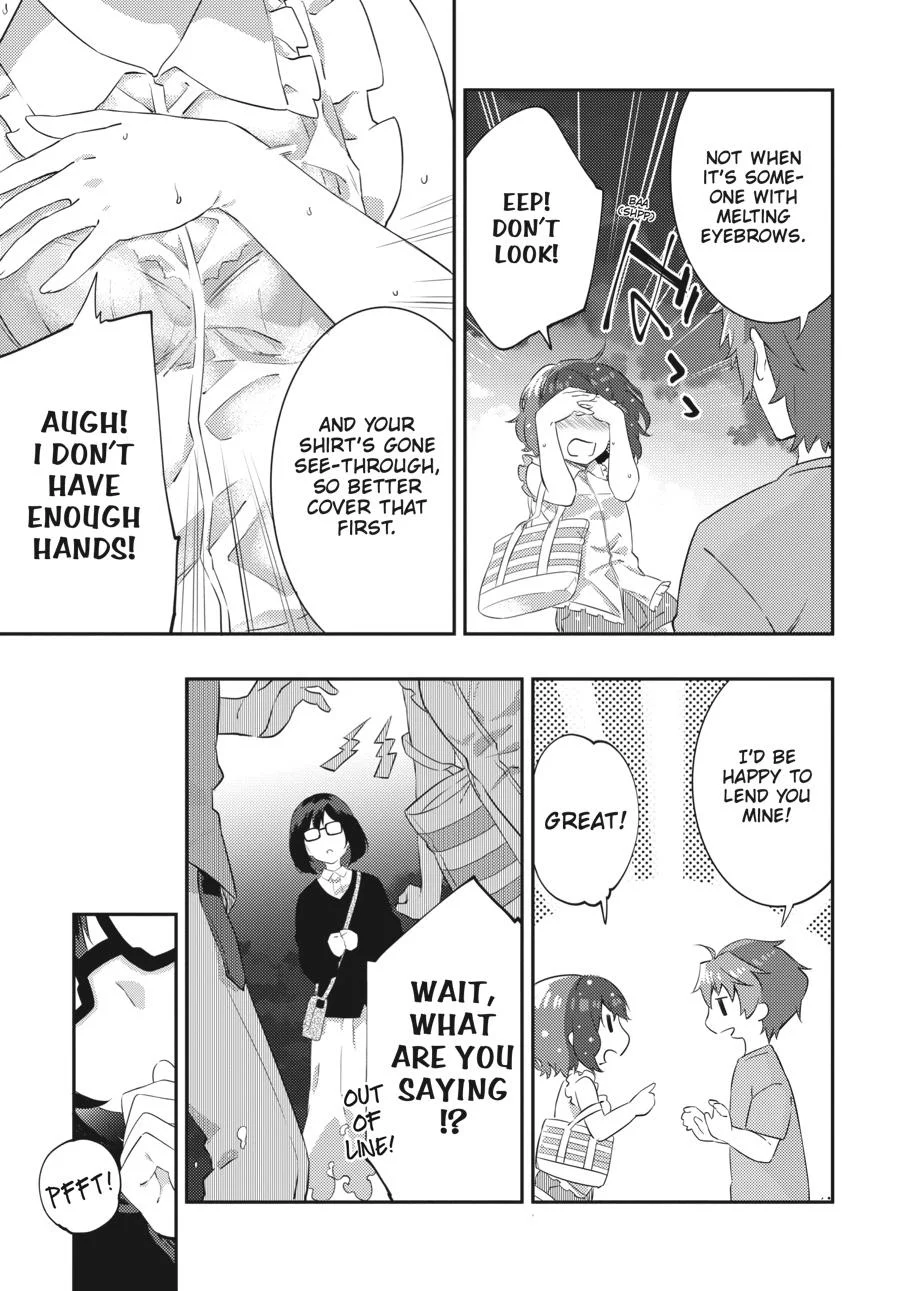 NOT WHEN
IT'S SOME-
ONE WITH
MELTING
EYEBROWS.
BAA
(SHPP)
バッ
EEP!
DON'T
LOOK!
AND YOUR
SHIRT'S GONE
SEE-THROUGH,
SO BETTER
COVER THAT
FIRST.
AUGH!
I DON'T
HAVE
ENOUGH
HANDS!
I'D BE
HAPPY TO
LEND YOU
MINE!
GREAT!
WAIT,
WHAT
ARE YOU
SAYING
!?
OUT
OF
LINE!
PFFT!